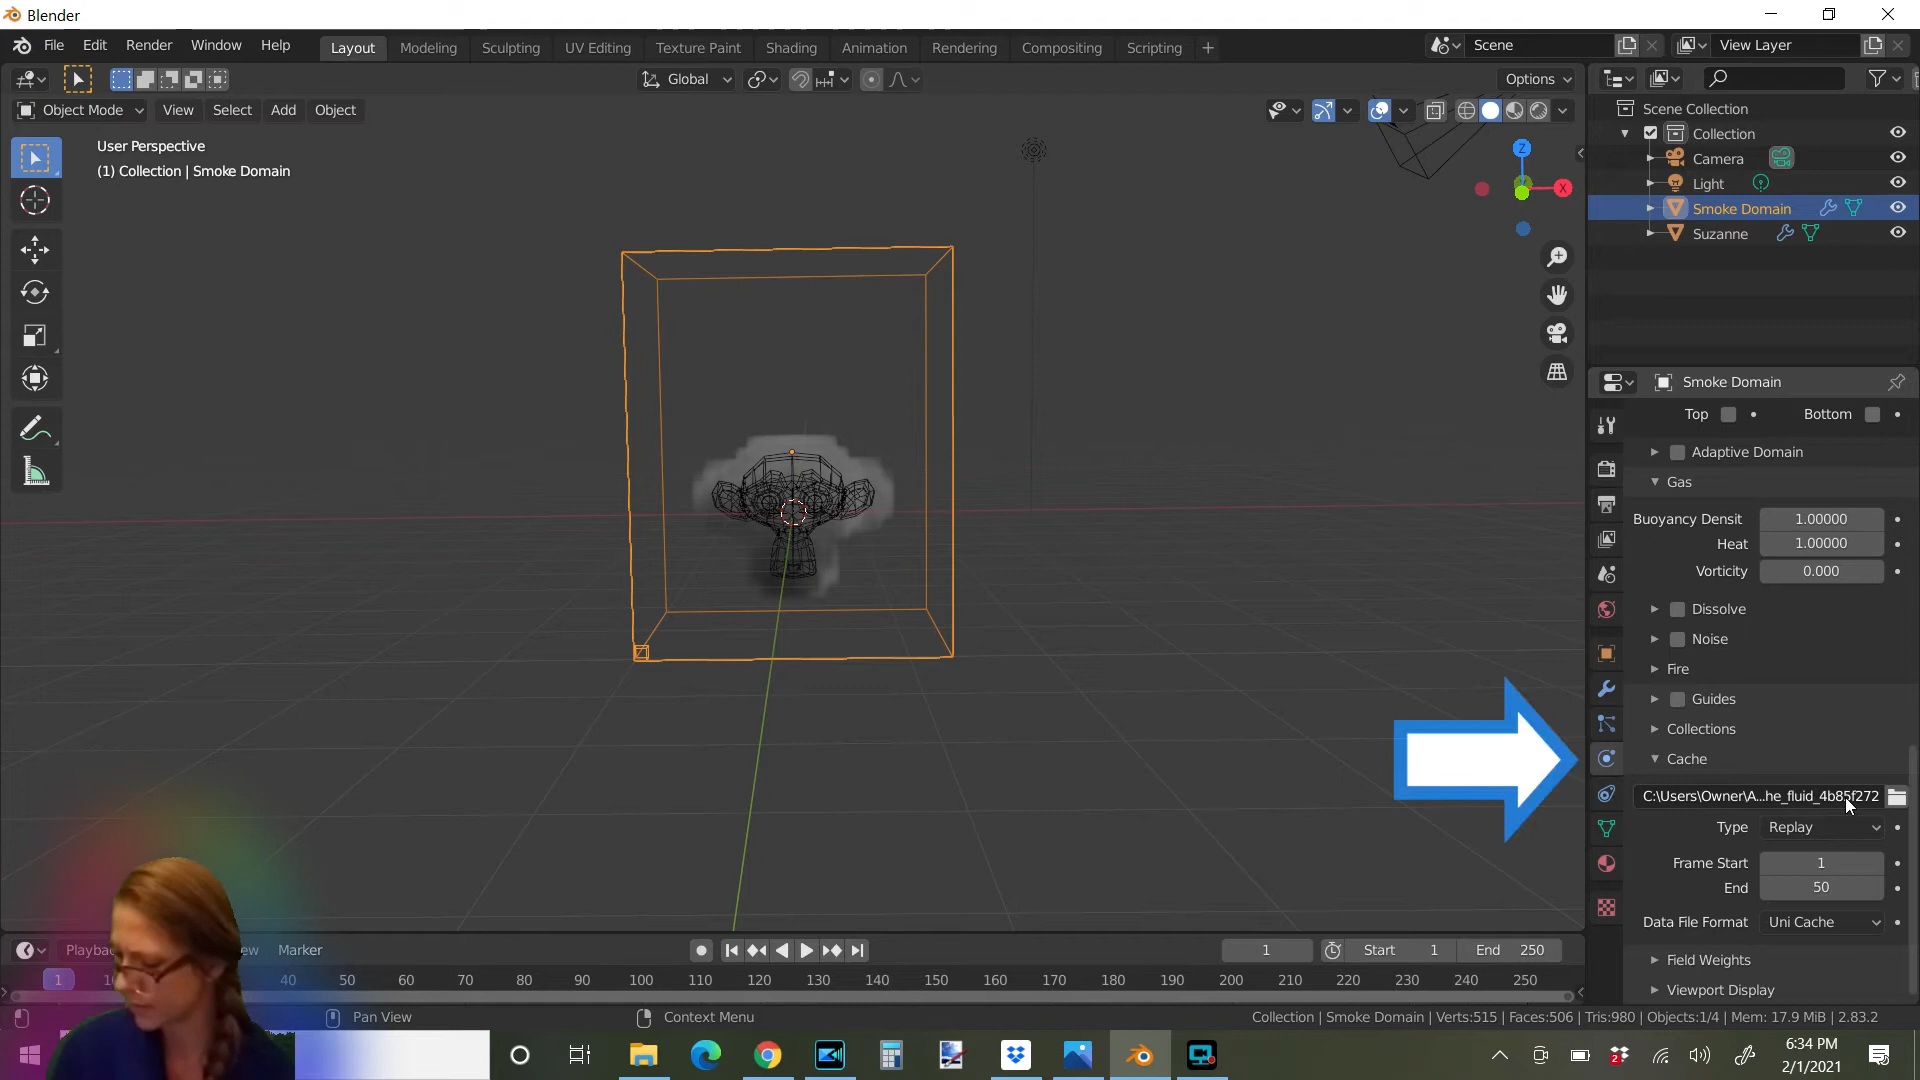 Blender
File Edit Render Window Help
Layout Modeling Sculpting UV Editing Texture Paint Shading Animation Rendering Compositing Scripting +
Scene
View Layer
Global
Options
Object Mode View Select Add Object
User Perspective
(1) Collection | Smoke Domain
Z
X
Scene Collection
Collection
Camera
Light
Smoke Domain
Suzanne
Smoke Domain
Top Bottom
Adaptive Domain
Gas
Buoyancy Densit 1.00000
Heat 1.00000
Vorticity 0.000
Dissolve
Noise
Fire
Guides
Collections
Cache
C:\Users\Owner\A...he_fluid_4b85f272
Type Replay
Frame Start 1
End 50
Data File Format Uni Cache
Field Weights
Viewport Display
Marker
1 Start 1 End 250
1 40 50 60 70 80 90 100 110 120 130 140 150 160 170 180 190 200 210 220 230 240 250
Pan View
Context Menu
Collection | Smoke Domain | Verts:515 | Faces:506 | Tris:980 | Objects:1/4 | Mem: 17.9 MiB | 2.83.2
2
6:34 PM
2/1/2021